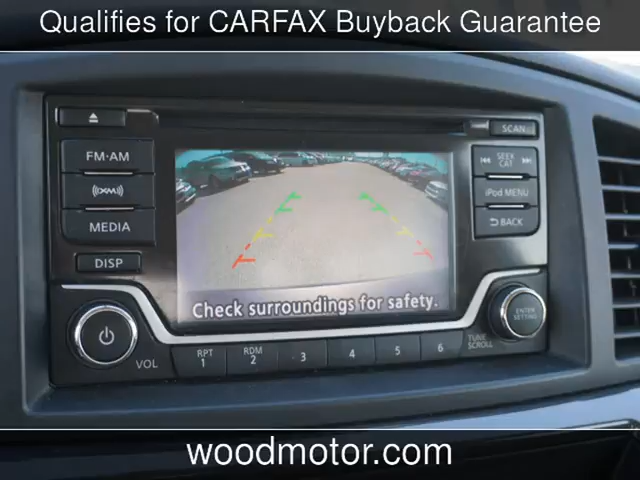 Qualifies for CARFAX Buyback Guarantee
SCAN
FM·AM
SEEK
CAT
((XM))
iPod MENU
MEDIA
BACK
DISP
Check surroundings for safety.
ENTER
SETTING
VOL
RPT
1
RDM
2
3
4
5
6
TUNE
SCROLL
woodmotor.com